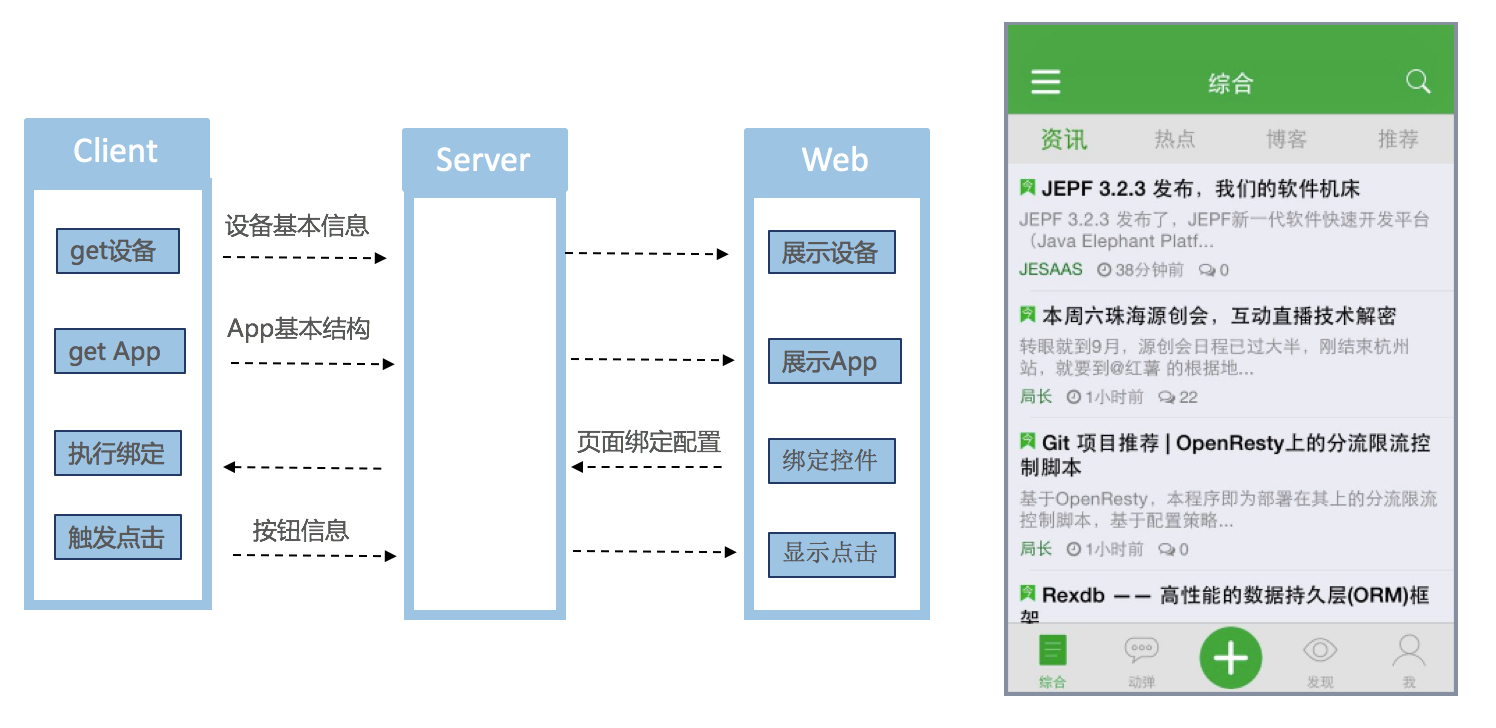 Client
Server
Web
get设备
设备基本信息
展示设备
get App
App基本结构
展示App
执行绑定
页面绑定配置
绑定控件
触发点击
按钮信息
显示点击
综合
资讯
热点
博客
推荐
今 JEPF 3.2.3 发布，我们的软件机床
JEPF 3.2.3 发布了，JEPF新一代软件快速开发平台
（Java Elephant Platf...
JESAAS 38分钟前 0
今 本周六珠海源创会，互动直播技术解密
转眼就到9月，源创会日程已过大半，刚结束杭州
站，就要到@红薯 的根据地...
局长 1小时前 22
今 Git 项目推荐 | OpenResty上的分流限流控
制脚本
基于OpenResty，本程序即为部署在其上的分流限流
控制脚本，基于配置策略...
局长 1小时前 0
今 Rexdb —— 高性能的数据持久层(ORM)框
架
综合
动弹
发现
我